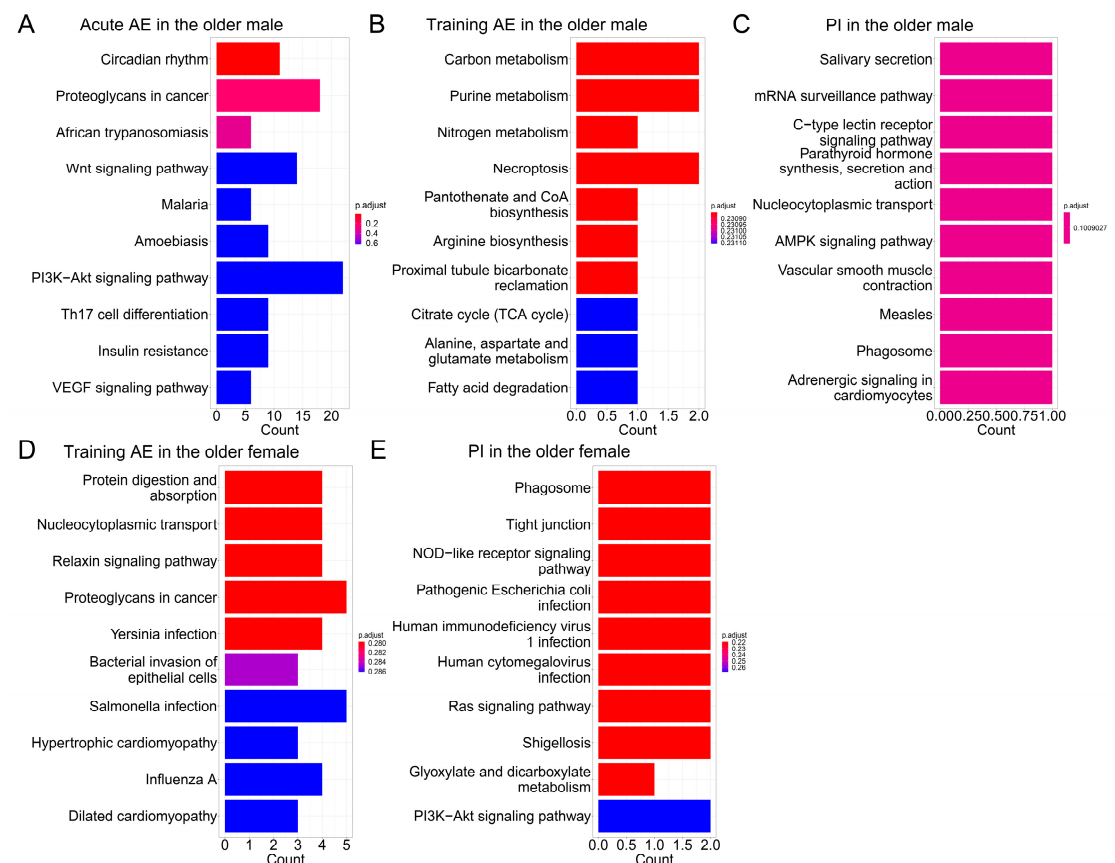 A
Acute AE in the older male
Circadian rhythm
Proteoglycans in cancer
African trypanosomiasis
Wnt signaling pathway
Malaria
Amoebiasis
PI3K−Akt signaling pathway
Th17 cell differentiation
Insulin resistance
VEGF signaling pathway
0 5 10 15 20
Count
p.adjust
0.2
0.4
0.6
B
Training AE in the older male
Carbon metabolism
Purine metabolism
Nitrogen metabolism
Necroptosis
Pantothenate and CoA
biosynthesis
Arginine biosynthesis
Proximal tubule bicarbonate
reclamation
Citrate cycle (TCA cycle)
Alanine, aspartate and
glutamate metabolism
Fatty acid degradation
0.0 0.5 1.0 1.5 2.0
Count
p.adjust
0.23090
0.23095
0.23100
0.23105
0.23110
C
PI in the older male
Salivary secretion
mRNA surveillance pathway
C−type lectin receptor
signaling pathway
Parathyroid hormone
synthesis, secretion and
action
Nucleocytoplasmic transport
AMPK signaling pathway
Vascular smooth muscle
contraction
Measles
Phagosome
Adrenergic signaling in
cardiomyocytes
0.00 0.25 0.50 0.75 1.00
Count
p.adjust
0.1009027
D
Training AE in the older female
Protein digestion and
absorption
Nucleocytoplasmic transport
Relaxin signaling pathway
Proteoglycans in cancer
Yersinia infection
Bacterial invasion of
epithelial cells
Salmonella infection
Hypertrophic cardiomyopathy
Influenza A
Dilated cardiomyopathy
0 1 2 3 4 5
Count
p.adjust
0.280
0.282
0.284
0.286
E
PI in the older female
Phagosome
Tight junction
NOD−like receptor signaling
pathway
Pathogenic Escherichia coli
infection
Human immunodeficiency virus
1 infection
Human cytomegalovirus
infection
Ras signaling pathway
Shigellosis
Glyoxylate and dicarboxylate
metabolism
PI3K−Akt signaling pathway
0.0 0.5 1.0 1.5 2.0
Count
p.adjust
0.22
0.23
0.24
0.25
0.26